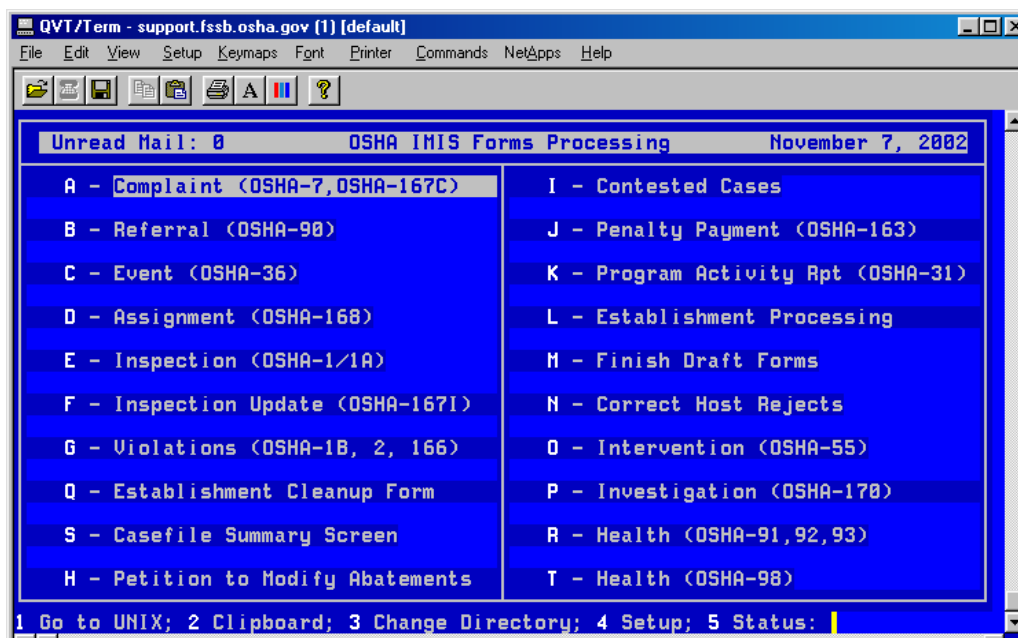 QVT/Term - support.fssb.osha.gov (1) [default]
File Edit View Setup Keymaps Font Printer Commands NetApps Help
A ?
Unread Mail: 0 OSHA IMIS Forms Processing November 7, 2002
A - Complaint (OSHA-7,OSHA-167C)
B - Referral (OSHA-90)
C - Event (OSHA-36)
D - Assignment (OSHA-168)
E - Inspection (OSHA-1/1A)
F - Inspection Update (OSHA-167I)
G - Violations (OSHA-1B, 2, 166)
Q - Establishment Cleanup Form
S - Casefile Summary Screen
H - Petition to Modify Abatements
I - Contested Cases
J - Penalty Payment (OSHA-163)
K - Program Activity Rpt (OSHA-31)
L - Establishment Processing
M - Finish Draft Forms
N - Correct Host Rejects
O - Intervention (OSHA-55)
P - Investigation (OSHA-170)
R - Health (OSHA-91,92,93)
T - Health (OSHA-98)
1 Go to UNIX; 2 Clipboard; 3 Change Directory; 4 Setup; 5 Status: